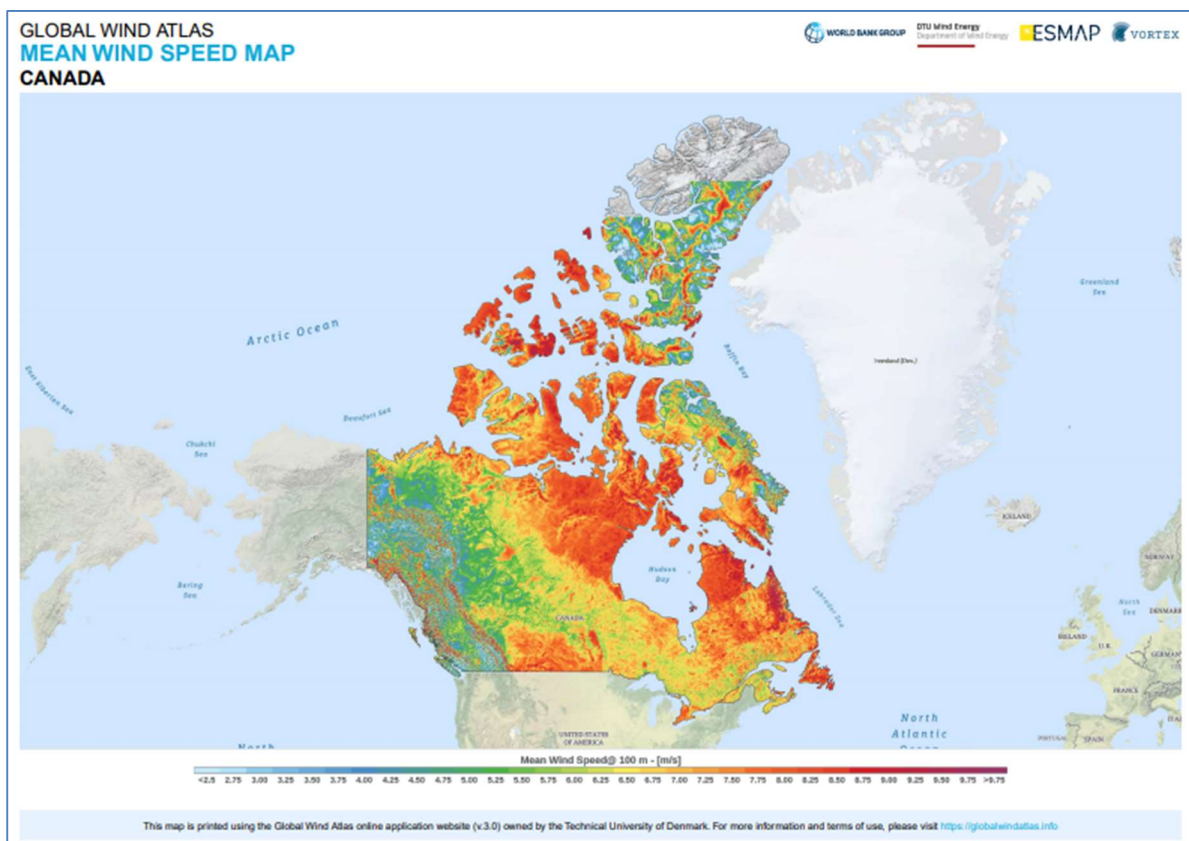 GLOBAL WIND ATLAS
MEAN WIND SPEED MAP
CANADA
WORLD BANK GROUP
DTU Wind Energy
Department of Wind Energy
ESMAP
VORTEX
Arctic Ocean
Greenland
Sea
Baffin Bay
East Siberian Sea
Beaufort Sea
Chukchi
Sea
ICELAND
NORWAY
Bering
Sea
Hudson
Bay
Labrador Sea
North
Sea
DENMARK
CANADA
IRELAND
U.K.
GERMAN
FRANCE
North
Atlantic
UNITED STATES
OF AMERICA
PORTUGAL
SPAIN
ITA
North
Mean Wind Speed@ 100 m - [m/s]
<2.5 2.75 3.00 3.25 3.50 3.75 4.00 4.25 4.50 4.75 5.00 5.25 5.50 5.75 6.00 6.25 6.50 6.75 7.00 7.25 7.50 7.75 8.00 8.25 8.50 8.75 9.00 9.25 9.50 9.75 >9.75
This map is printed using the Global Wind Atlas online application website (v.3.0) owned by the Technical University of Denmark. For more information and terms of use, please visit https://globalwindatlas.info